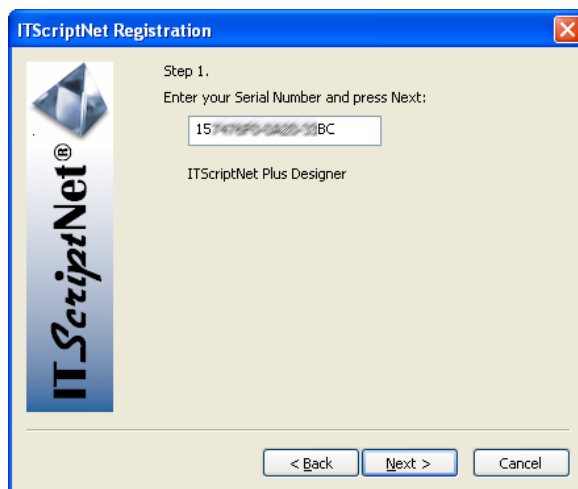 ITScriptNet Registration
ITScriptNet®
Step 1.
Enter your Serial Number and press Next:
15 BC
ITScriptNet Plus Designer
< Back
Next >
Cancel